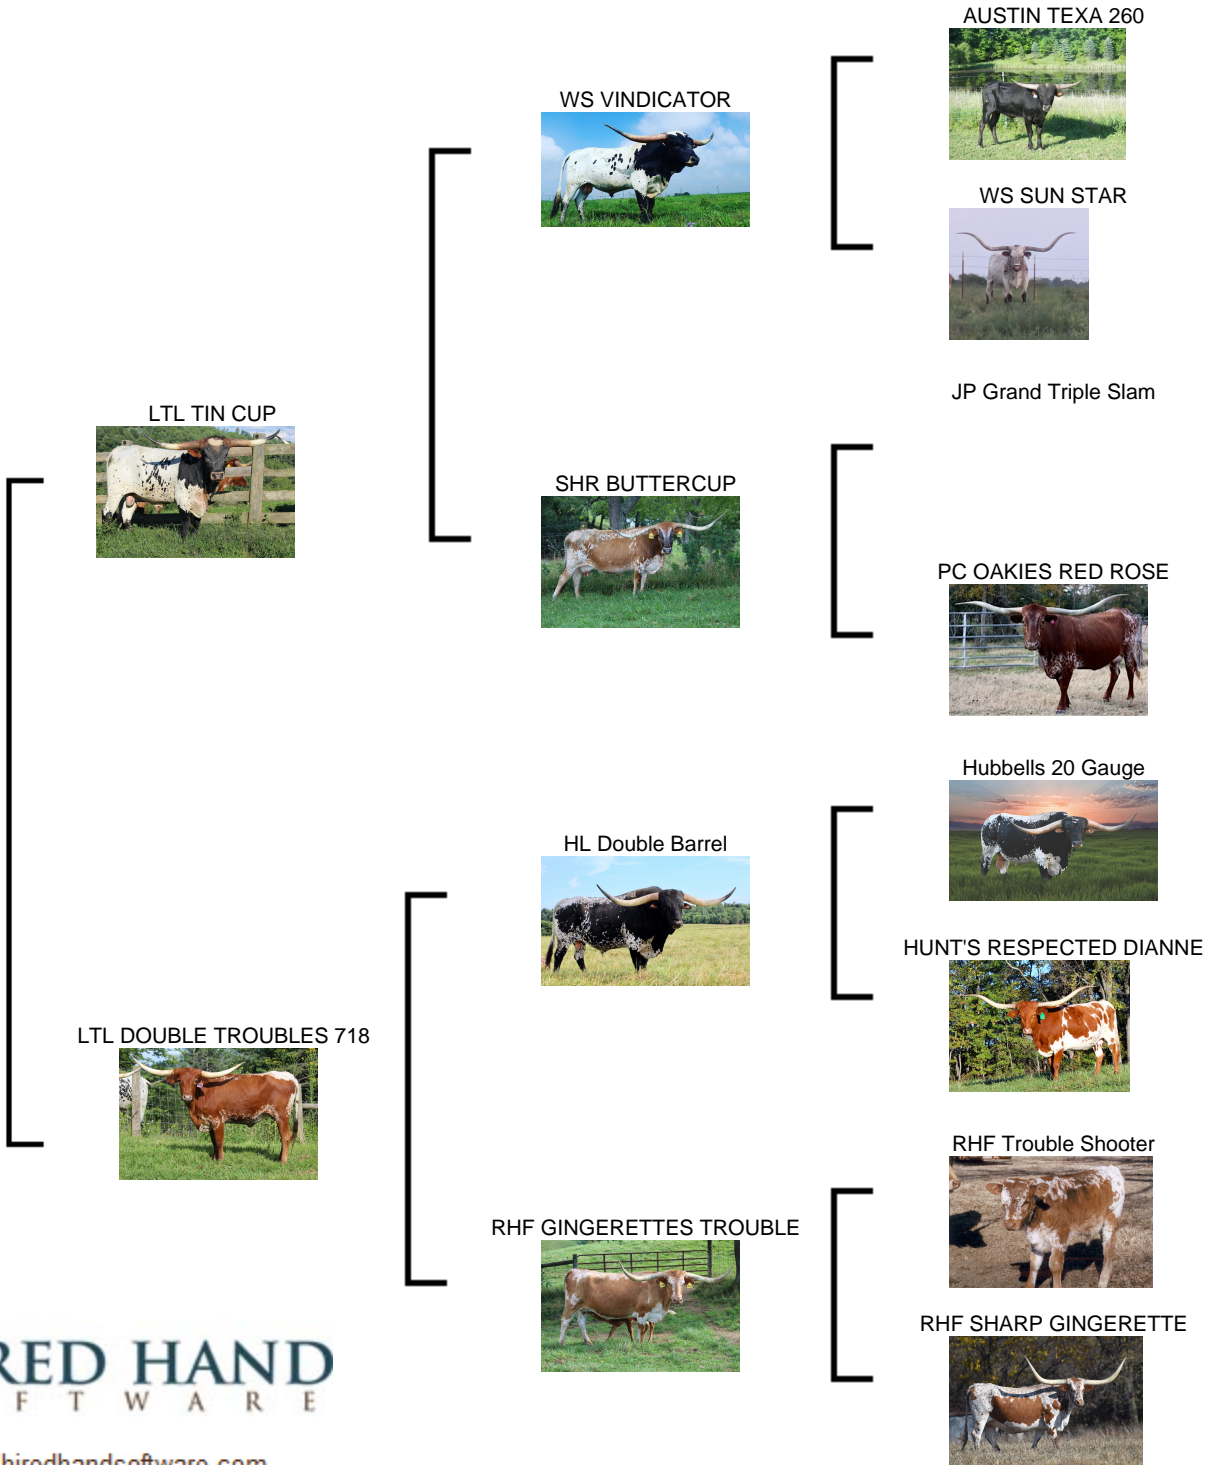 AUSTIN TEXA 260
WS VINDICATOR
WS SUN STAR
JP Grand Triple Slam
LTL TIN CUP
SHR BUTTERCUP
PC OAKIES RED ROSE
Hubbells 20 Gauge
HL Double Barrel
HUNT'S RESPECTED DIANNE
LTL DOUBLE TROUBLES 718
RHF Trouble Shooter
RHF GINGERETTES TROUBLE
RHF SHARP GINGERETTE
RED HAND
F T W A R E
hiredhandsoftware.com